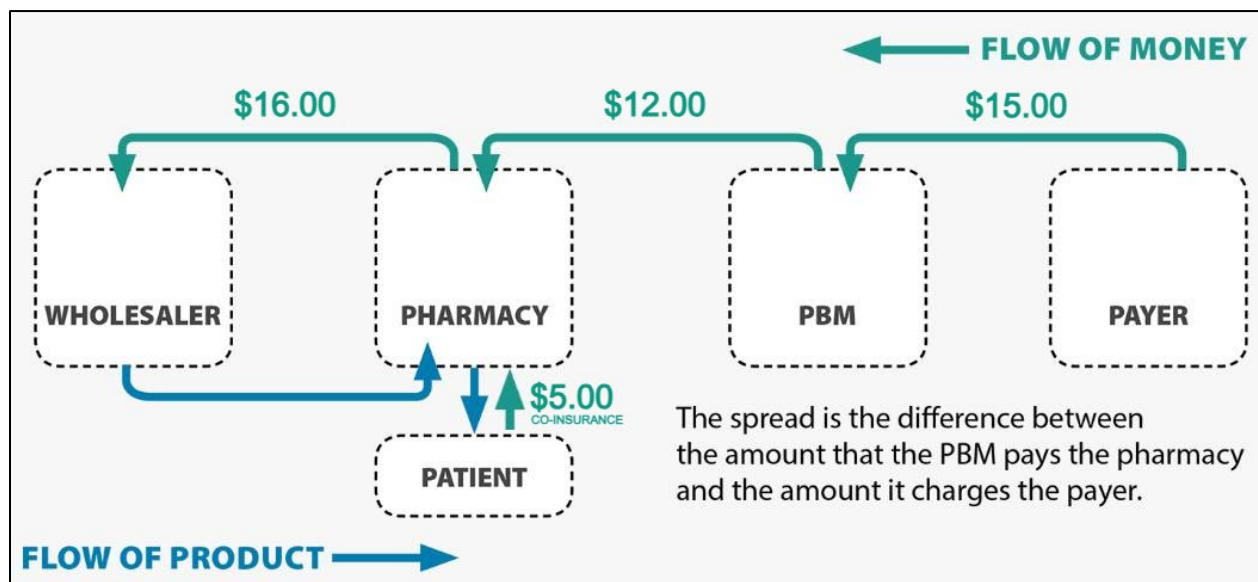 FLOW OF MONEY
$16.00
$12.00
$15.00
WHOLESALER
PHARMACY
PBM
PAYER
$5.00
CO-INSURANCE
PATIENT
The spread is the difference between
the amount that the PBM pays the pharmacy
and the amount it charges the payer.
FLOW OF PRODUCT